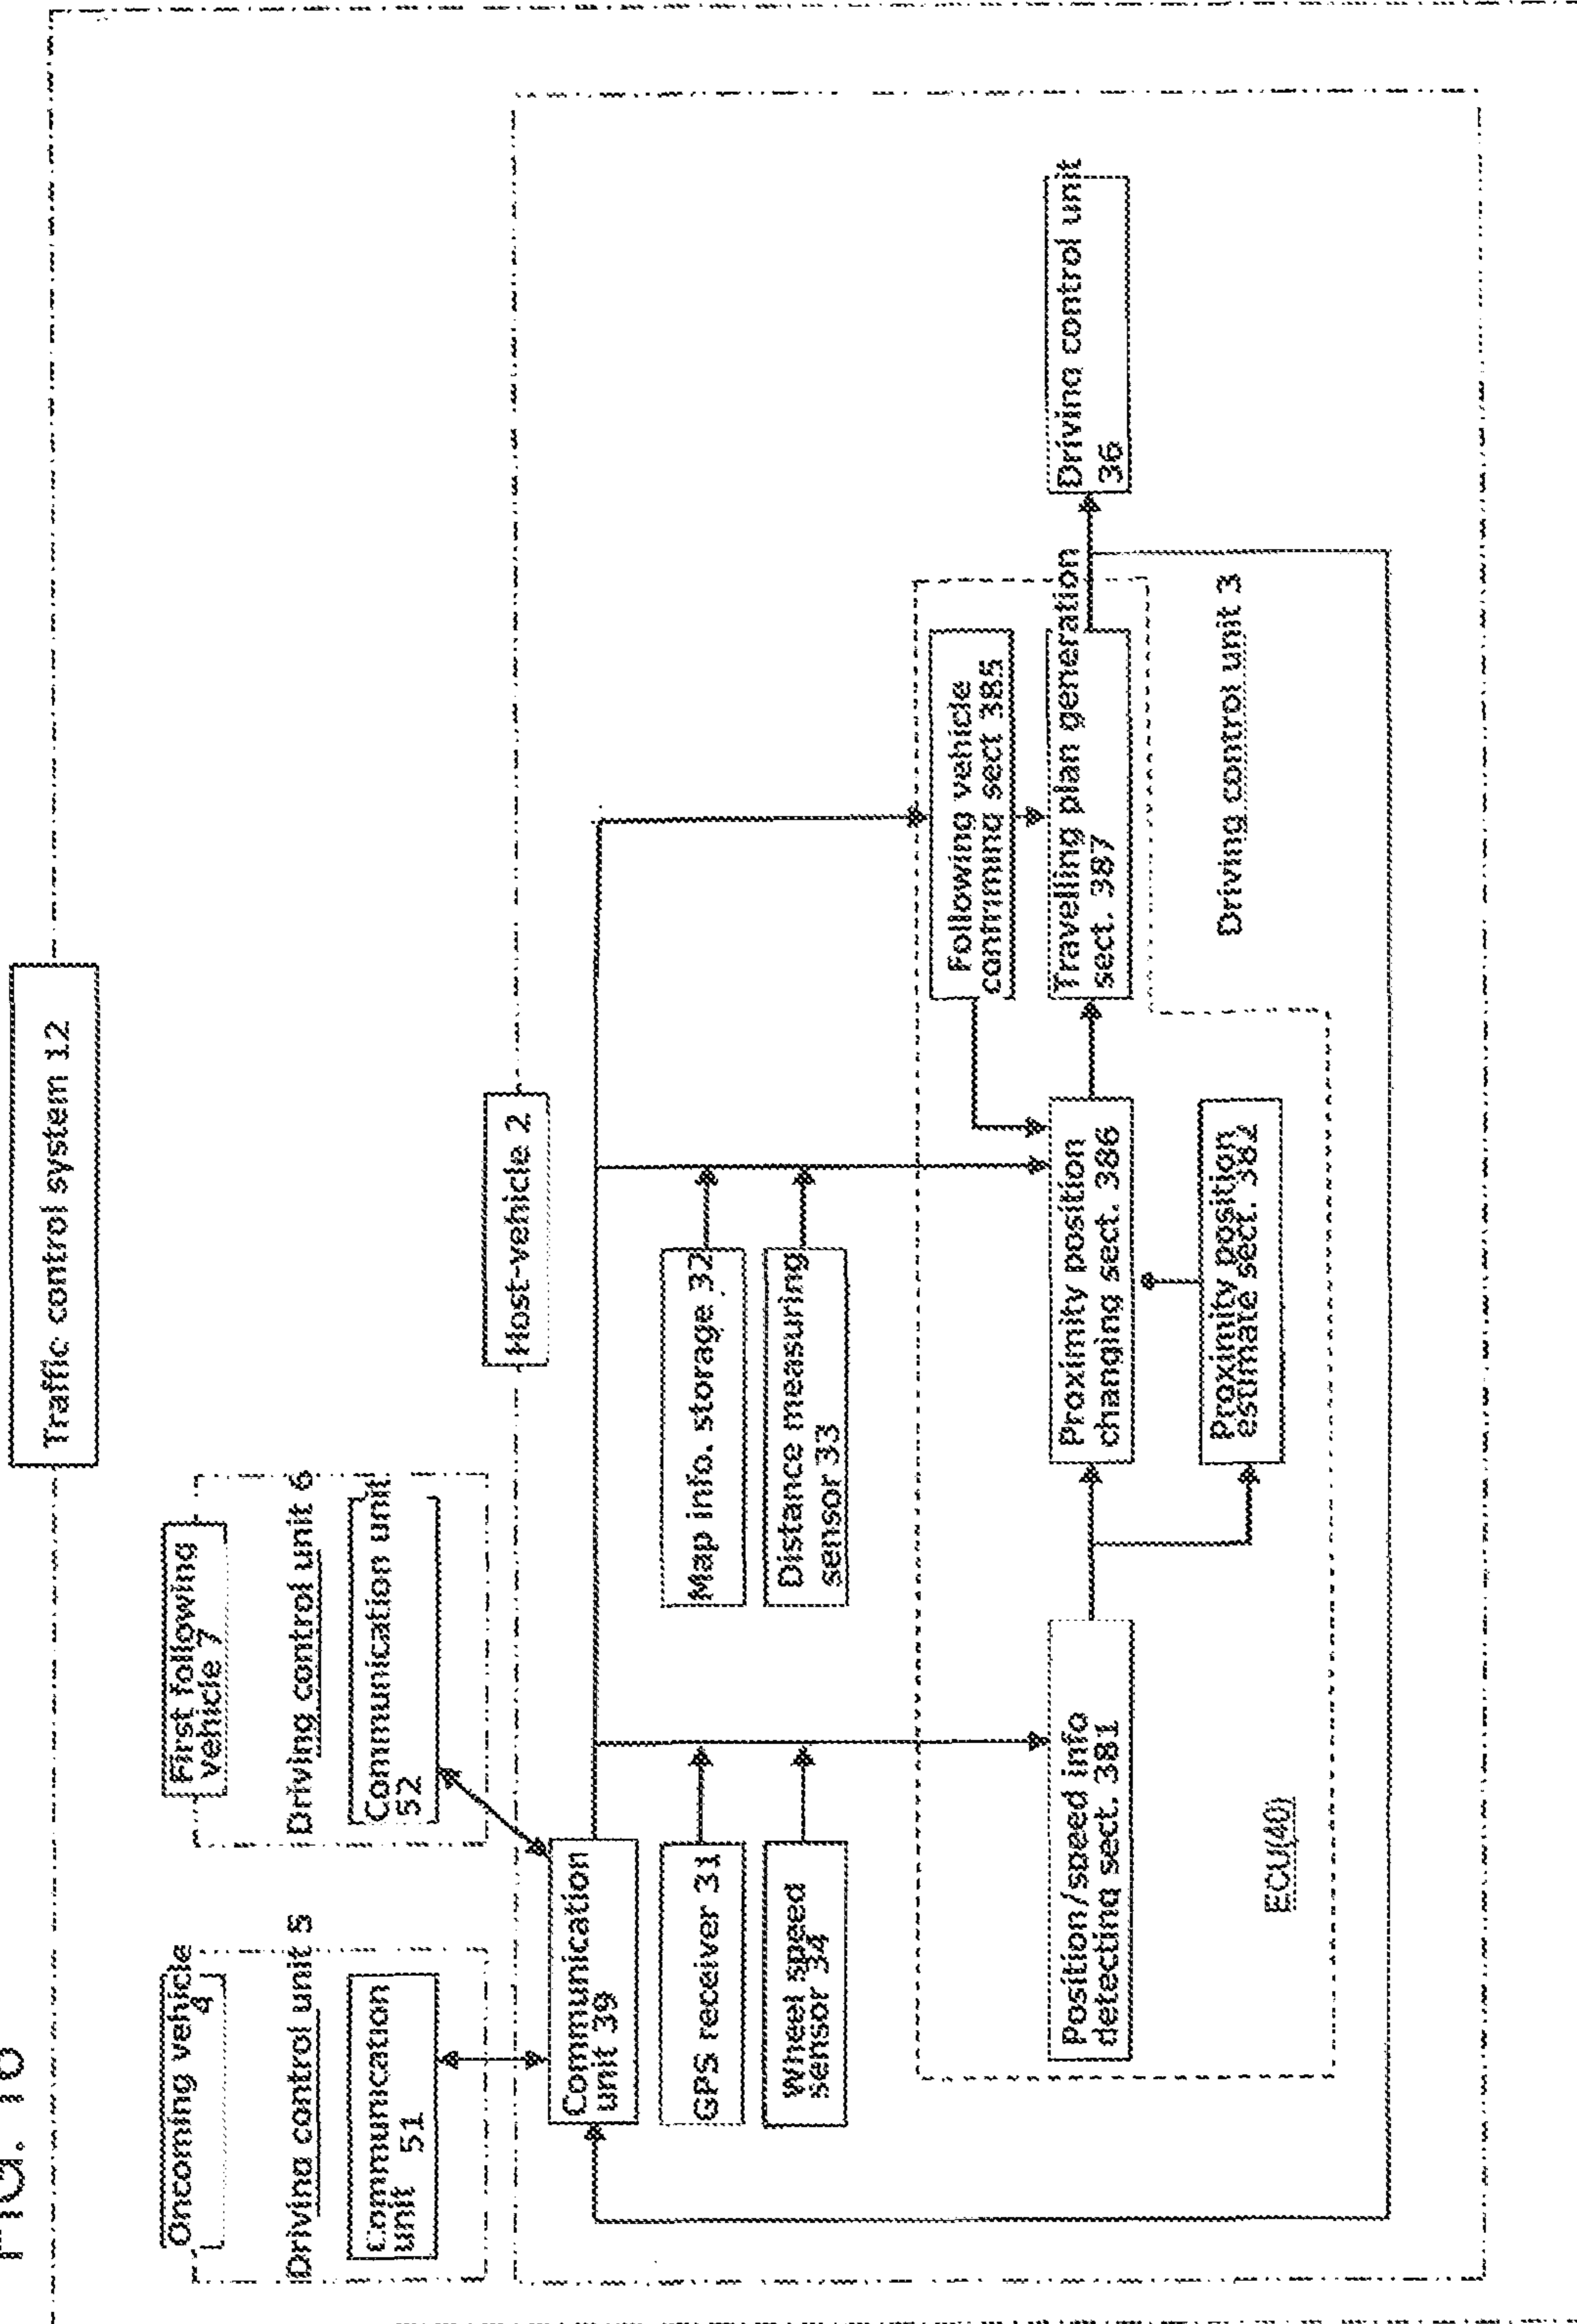 FIG. 10
Traffic control system 12
Oncoming vehicle
4
Driving control unit 5
Communication
unit 51
First following
vehicle 7
Driving control unit 6
Communication unit
52
Host-vehicle 2
Communication
unit 39
GPS receiver 31
Wheel speed
sensor 34
Map info. storage 32
Distance measuring
sensor 33
Following vehicle
confirming sect 385
Position/speed info
detecting sect. 381
Proximity position
changing sect. 386
Travelling plan generation
sect. 387
Driving control unit
36
Proximity position
estimate sect. 382
ECU(40)
Driving control unit 3